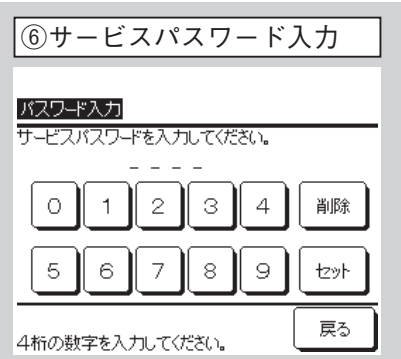 ⑥サービスパスワード入力
パスワード入力
サービスパスワードを入力してください。
_ _ _ _
0 1 2 3 4 削除
5 6 7 8 9 セット
4桁の数字を入力してください。 戻る